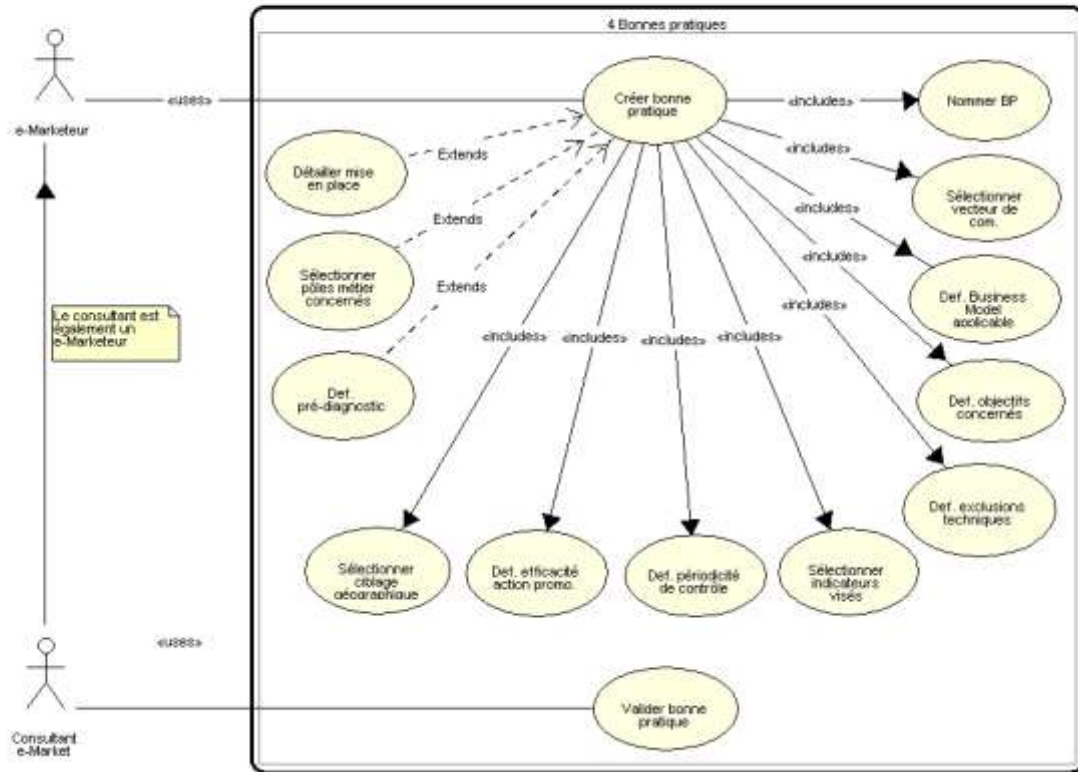 4 Bonnes pratiques
e-Marketeur
«uses»
Créer bonne
pratique
«includes»
Nommer BP
Extends
Détailler mise
en place
«includes»
Sélectionner
vecteur de
com.
Extends
Sélectionner
pôles métier
concernés
«includes»
Def. Business
Model
applicable
Extends
Def.
pré-diagnostic
«includes»
Def. objectifs
concernés
«includes»
Def. exclusions
techniques
Le consultant est
également un
e-Marketeur
«includes»
«includes»
«includes»
«includes»
Sélectionner
ciblage
géographique
Def. efficacité
action promo.
Def. périodicité
de contrôle
Sélectionner
indicateurs
visés
«uses»
Consultant
e-Market
Valider bonne
pratique